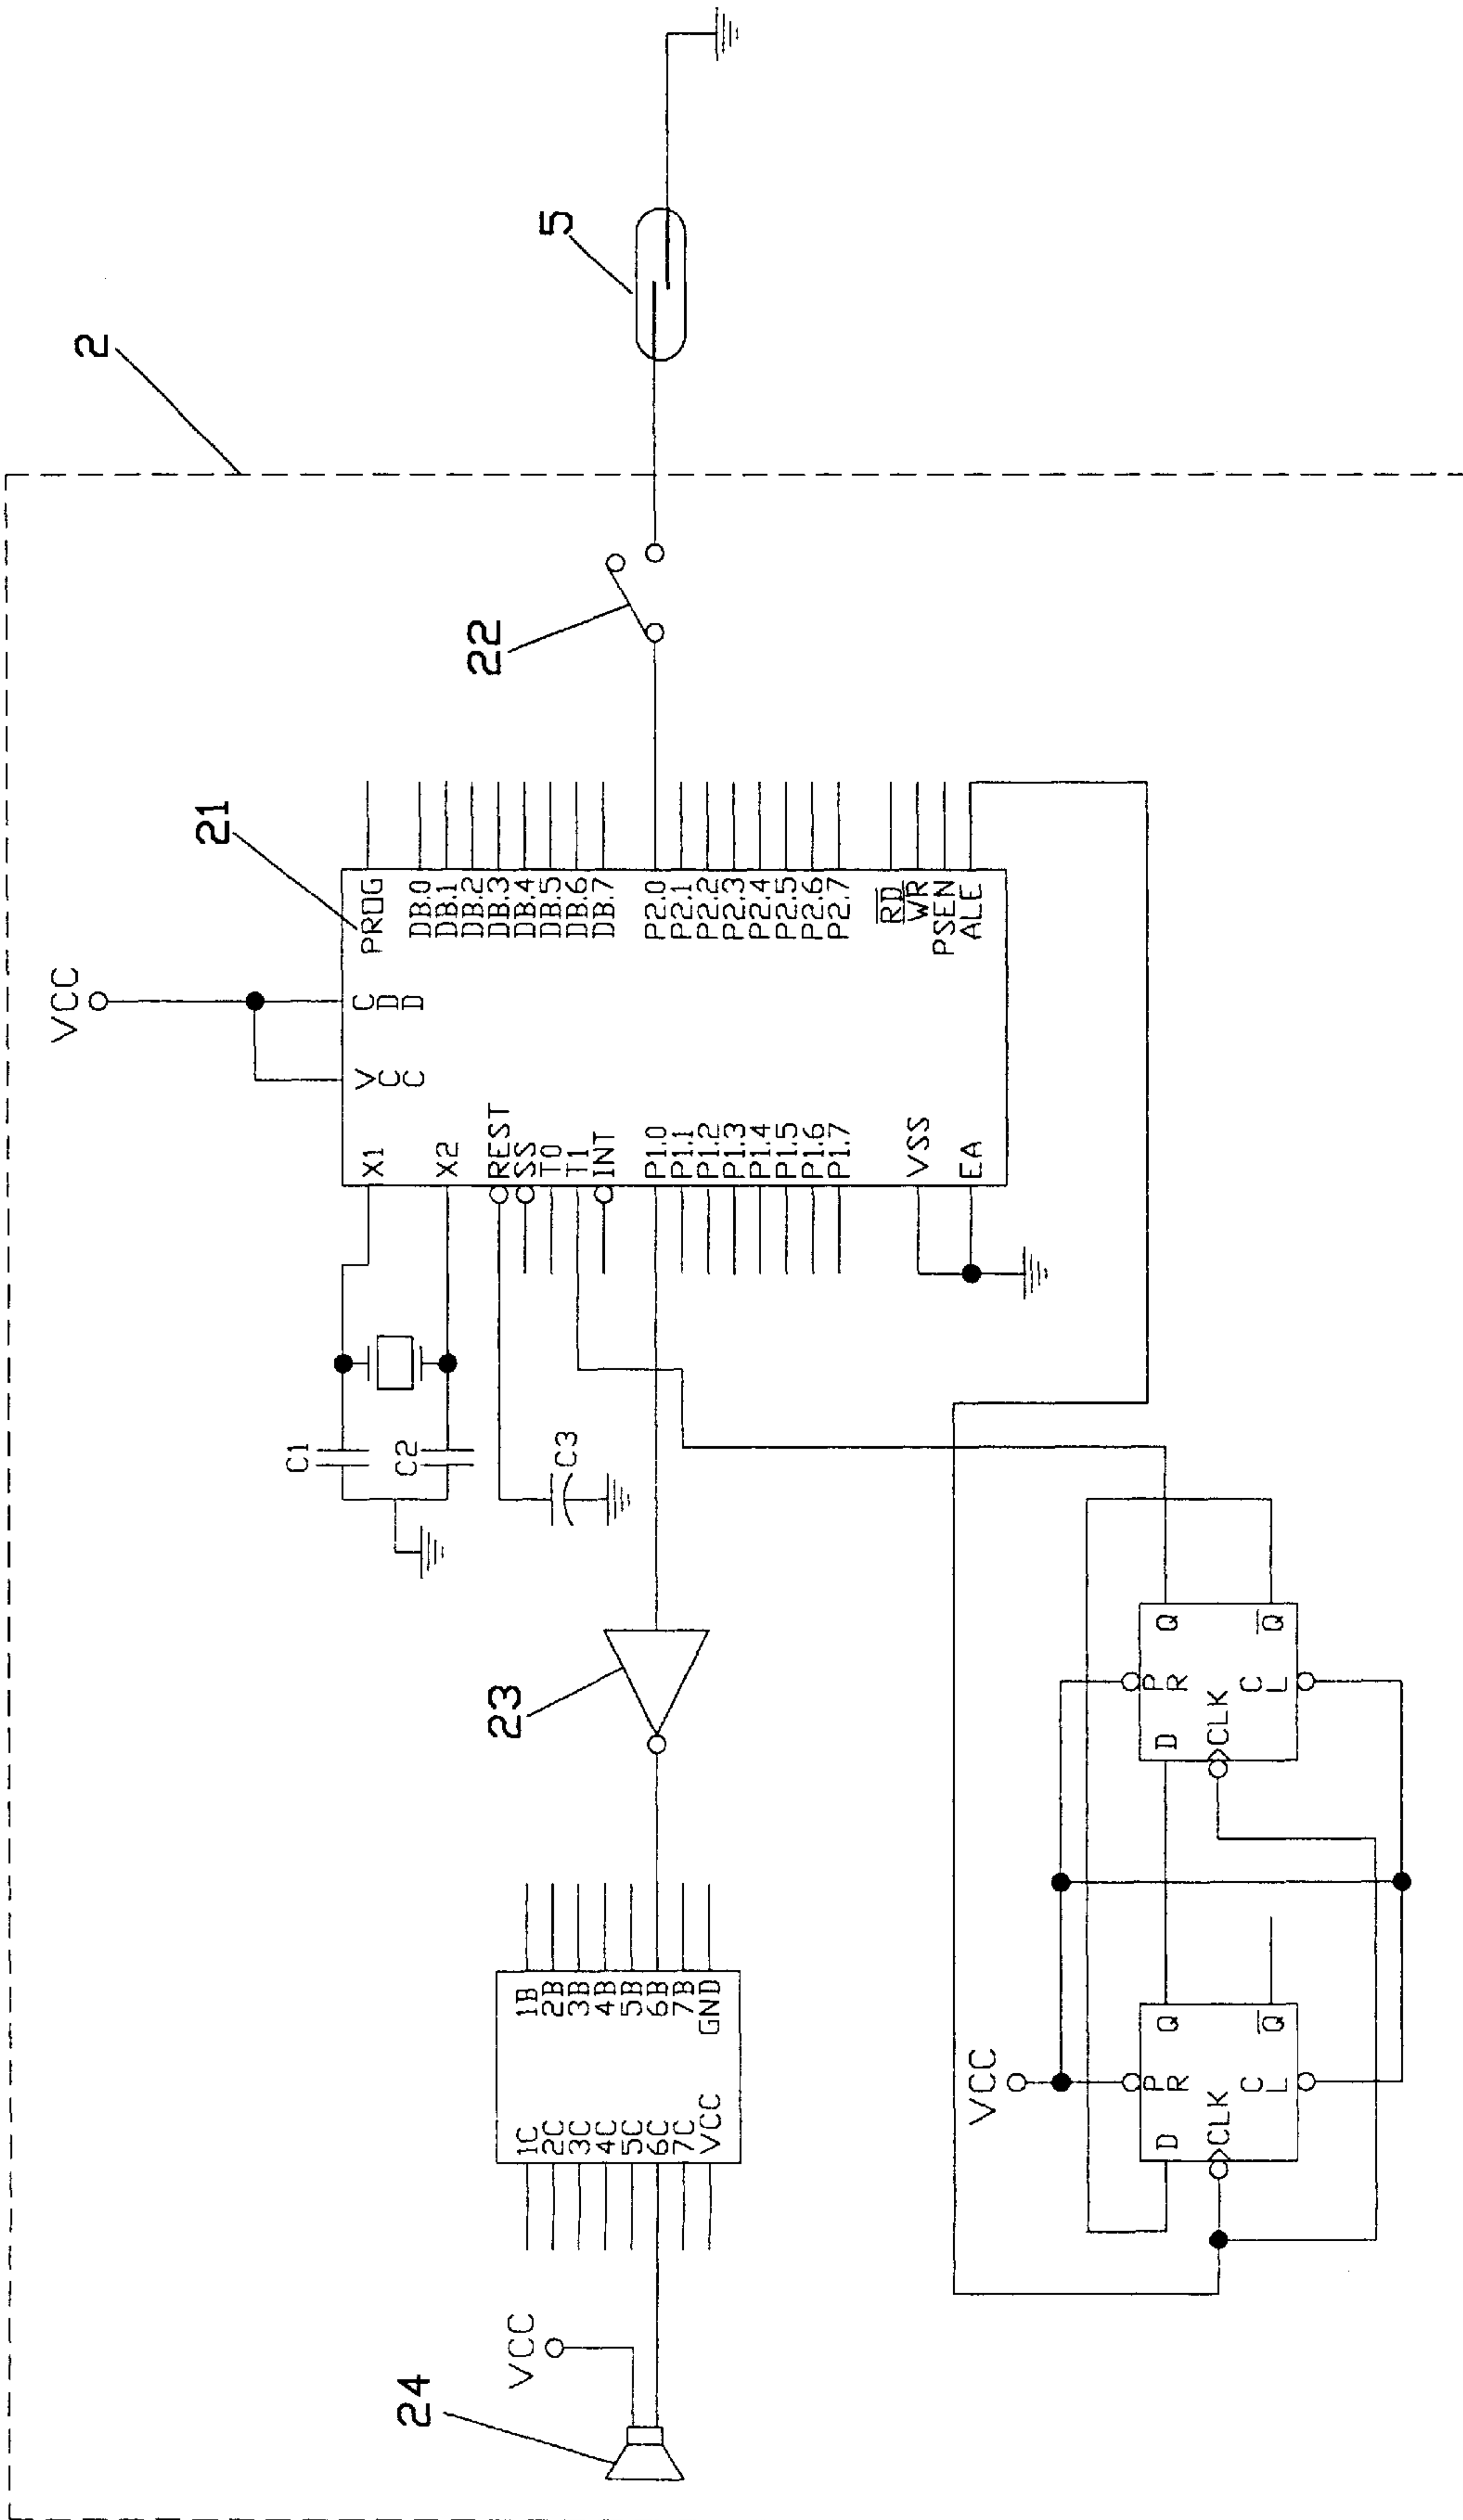 2
5
22
21
VCC
PROG
DB.0
DB.1
DB.2
DB.3
DB.4
DB.5
DB.6
DB.7
P2.0
P2.1
P2.2
P2.3
P2.4
P2.5
P2.6
P2.7
RD
WR
PSEN
ALE
CDD
VCC
X1
X2
REST
SS
T0
T1
INT
P1.0
P1.1
P1.2
P1.3
P1.4
P1.5
P1.6
P1.7
VSS
EA
C1
C2
C3
23
1B
2B
3B
4B
5B
6B
7B
GND
1C
2C
3C
4C
5C
6C
7C
VCC
VCC
24
Q
Q
PR
CL
D
CLK
VCC
Q
Q
PR
CL
D
CLK